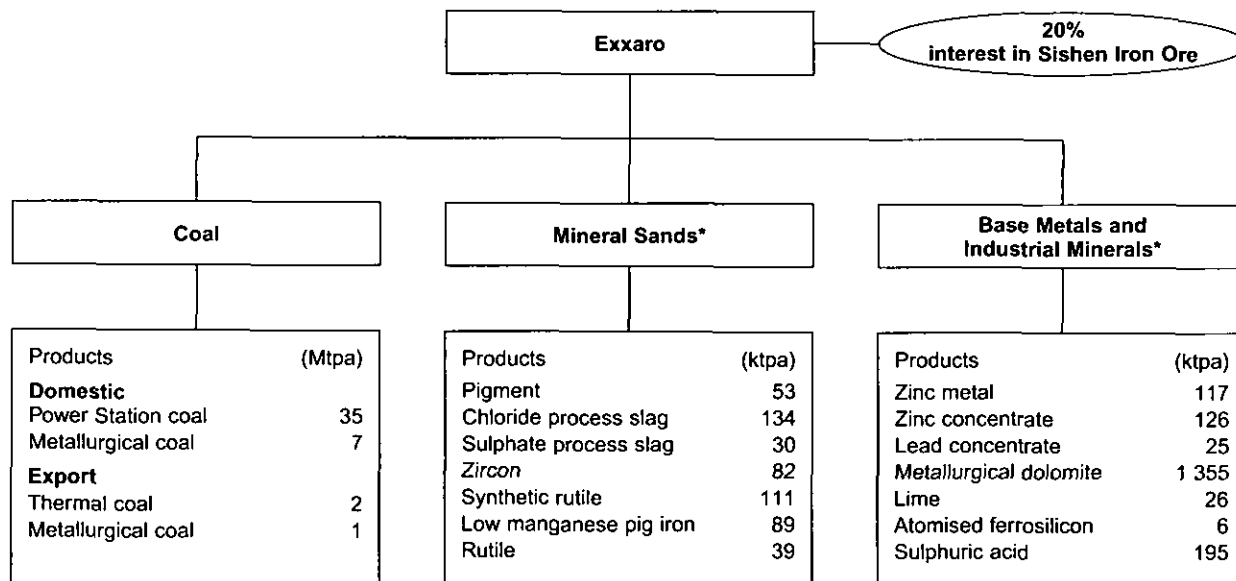 Exxaro
20%
interest in Sishen Iron Ore
Coal
Mineral Sands*
Base Metals and
Industrial Minerals*
Products (Mtpa)
Domestic
Power Station coal 35
Metallurgical coal 7
Export
Thermal coal 2
Metallurgical coal 1
Products (ktpa)
Pigment 53
Chloride process slag 134
Sulphate process slag 30
Zircon 82
Synthetic rutile 111
Low manganese pig iron 89
Rutile 39
Products (ktpa)
Zinc metal 117
Zinc concentrate 126
Lead concentrate 25
Metallurgical dolomite 1 355
Lime 26
Atomised ferrosilicon 6
Sulphuric acid 195